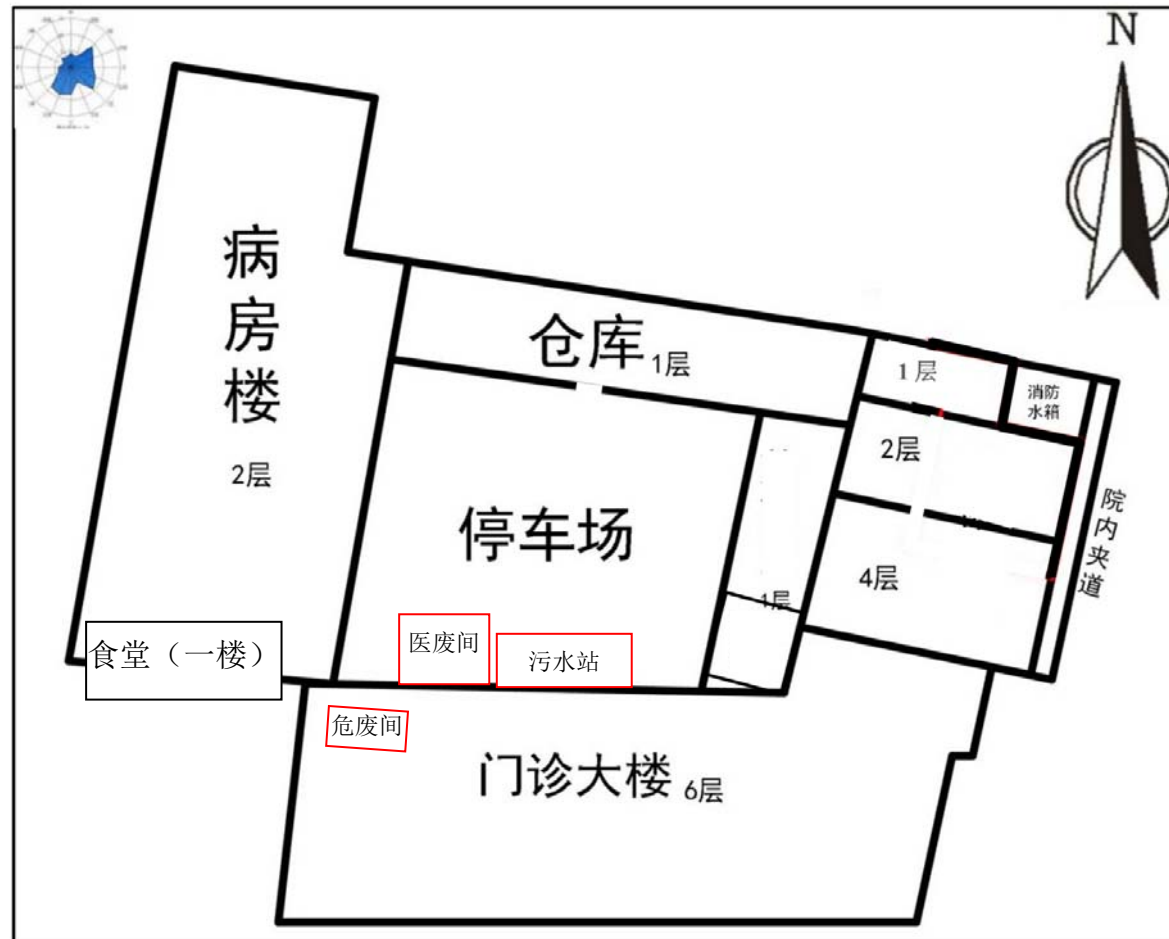 N
病房楼
2层
仓库 1层
1层
消防
水箱
2层
停车场
院内夹道
4层
1层
食堂（一楼）
医废间
污水站
危废间
门诊大楼 6层